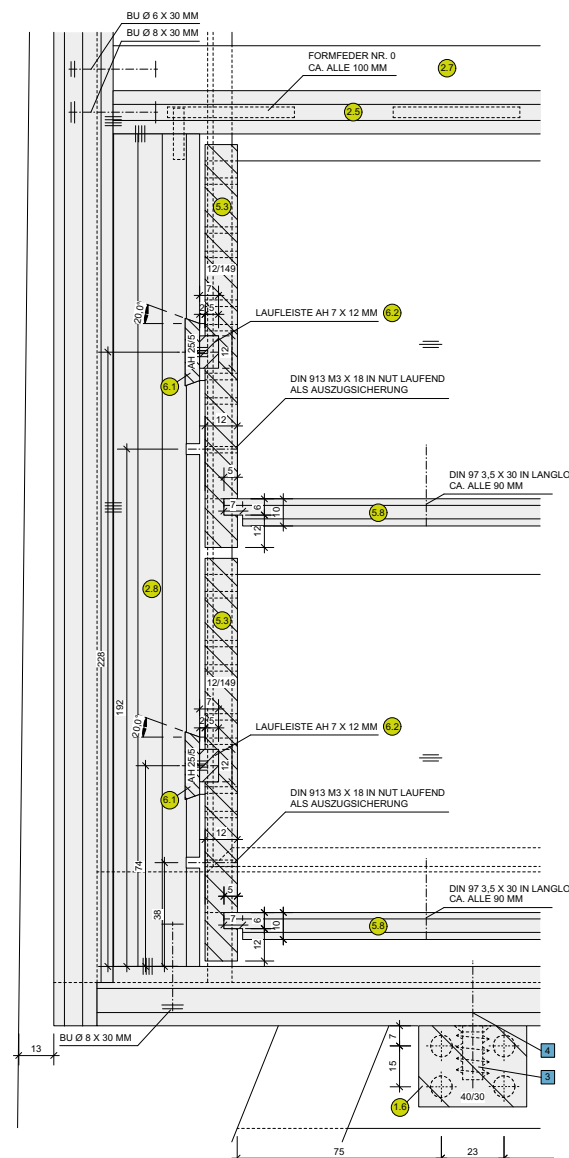 BU Ø 6 X 30 MM
BU Ø 8 X 30 MM
FORMFEDER NR. 0
CA. ALLE 100 MM
2.7
2.5
5.3
12/149
7
2 5
20,0°
LAUFLEISTE AH 7 X 12 MM 6.2
AH 25/5
12
6.1
DIN 913 M3 X 18 IN NUT LAUFEND
ALS AUSZUGSICHERUNG
12
5
DIN 97 3,5 X 30 IN LANGLO
CA. ALLE 90 MM
7
6
10
12
5.8
2.8
5.3
228
192
12/149
7
2 5
20,0°
LAUFLEISTE AH 7 X 12 MM 6.2
AH 25/5
12
6.1
DIN 913 M3 X 18 IN NUT LAUFEND
ALS AUSZUGSICHERUNG
12
74
38
5
DIN 97 3,5 X 30 IN LANGLO
CA. ALLE 90 MM
7
6
10
12
5.8
BU Ø 8 X 30 MM
13
7
15
4
3
40/30
1.6
75
23